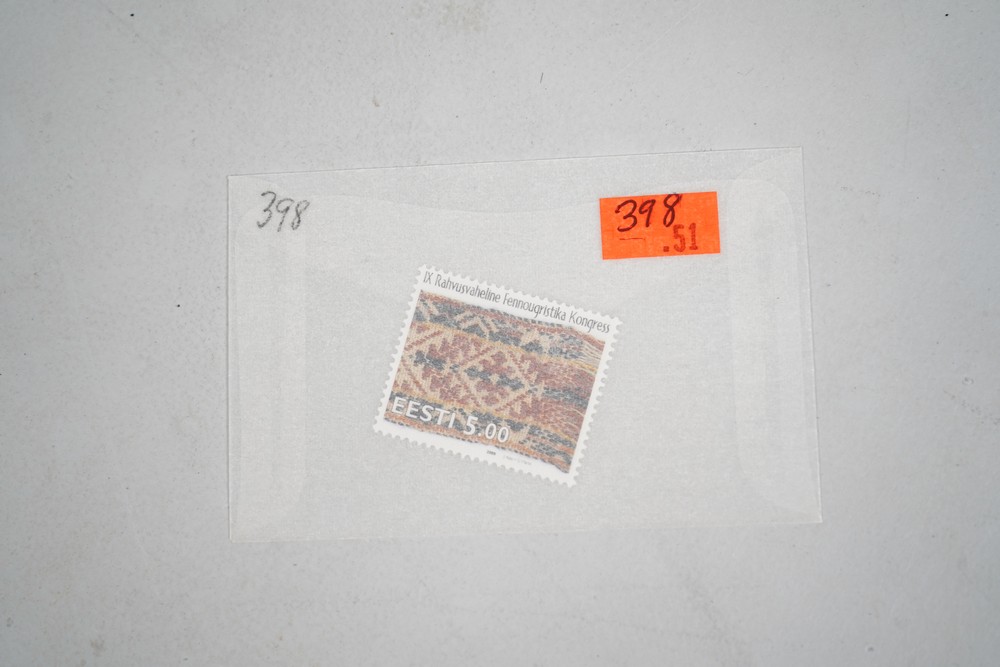 398
398
.51
IX Rahvusvaheline Fennougristika Kongress
EESTI 5.00